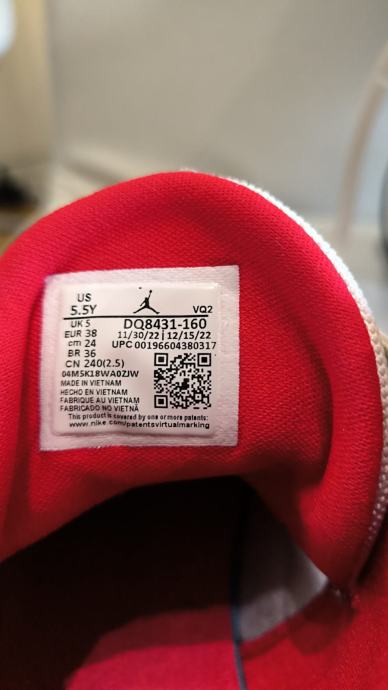 US
5.5Y
VQ2
UK 5
EUR 38
cm 24
BR 36
CN 240(2.5)
DQ8431-160
11/30/22 | 12/15/22
UPC 00196604380317
04M5K18WA0ZJW
MADE IN VIETNAM
HECHO EN VIETNAM
FABRIQUE AU VIETNAM
FABRICADO NO VIETNÃ
This product is covered by one or more patents:
www.nike.com/patentsvirtualmarking